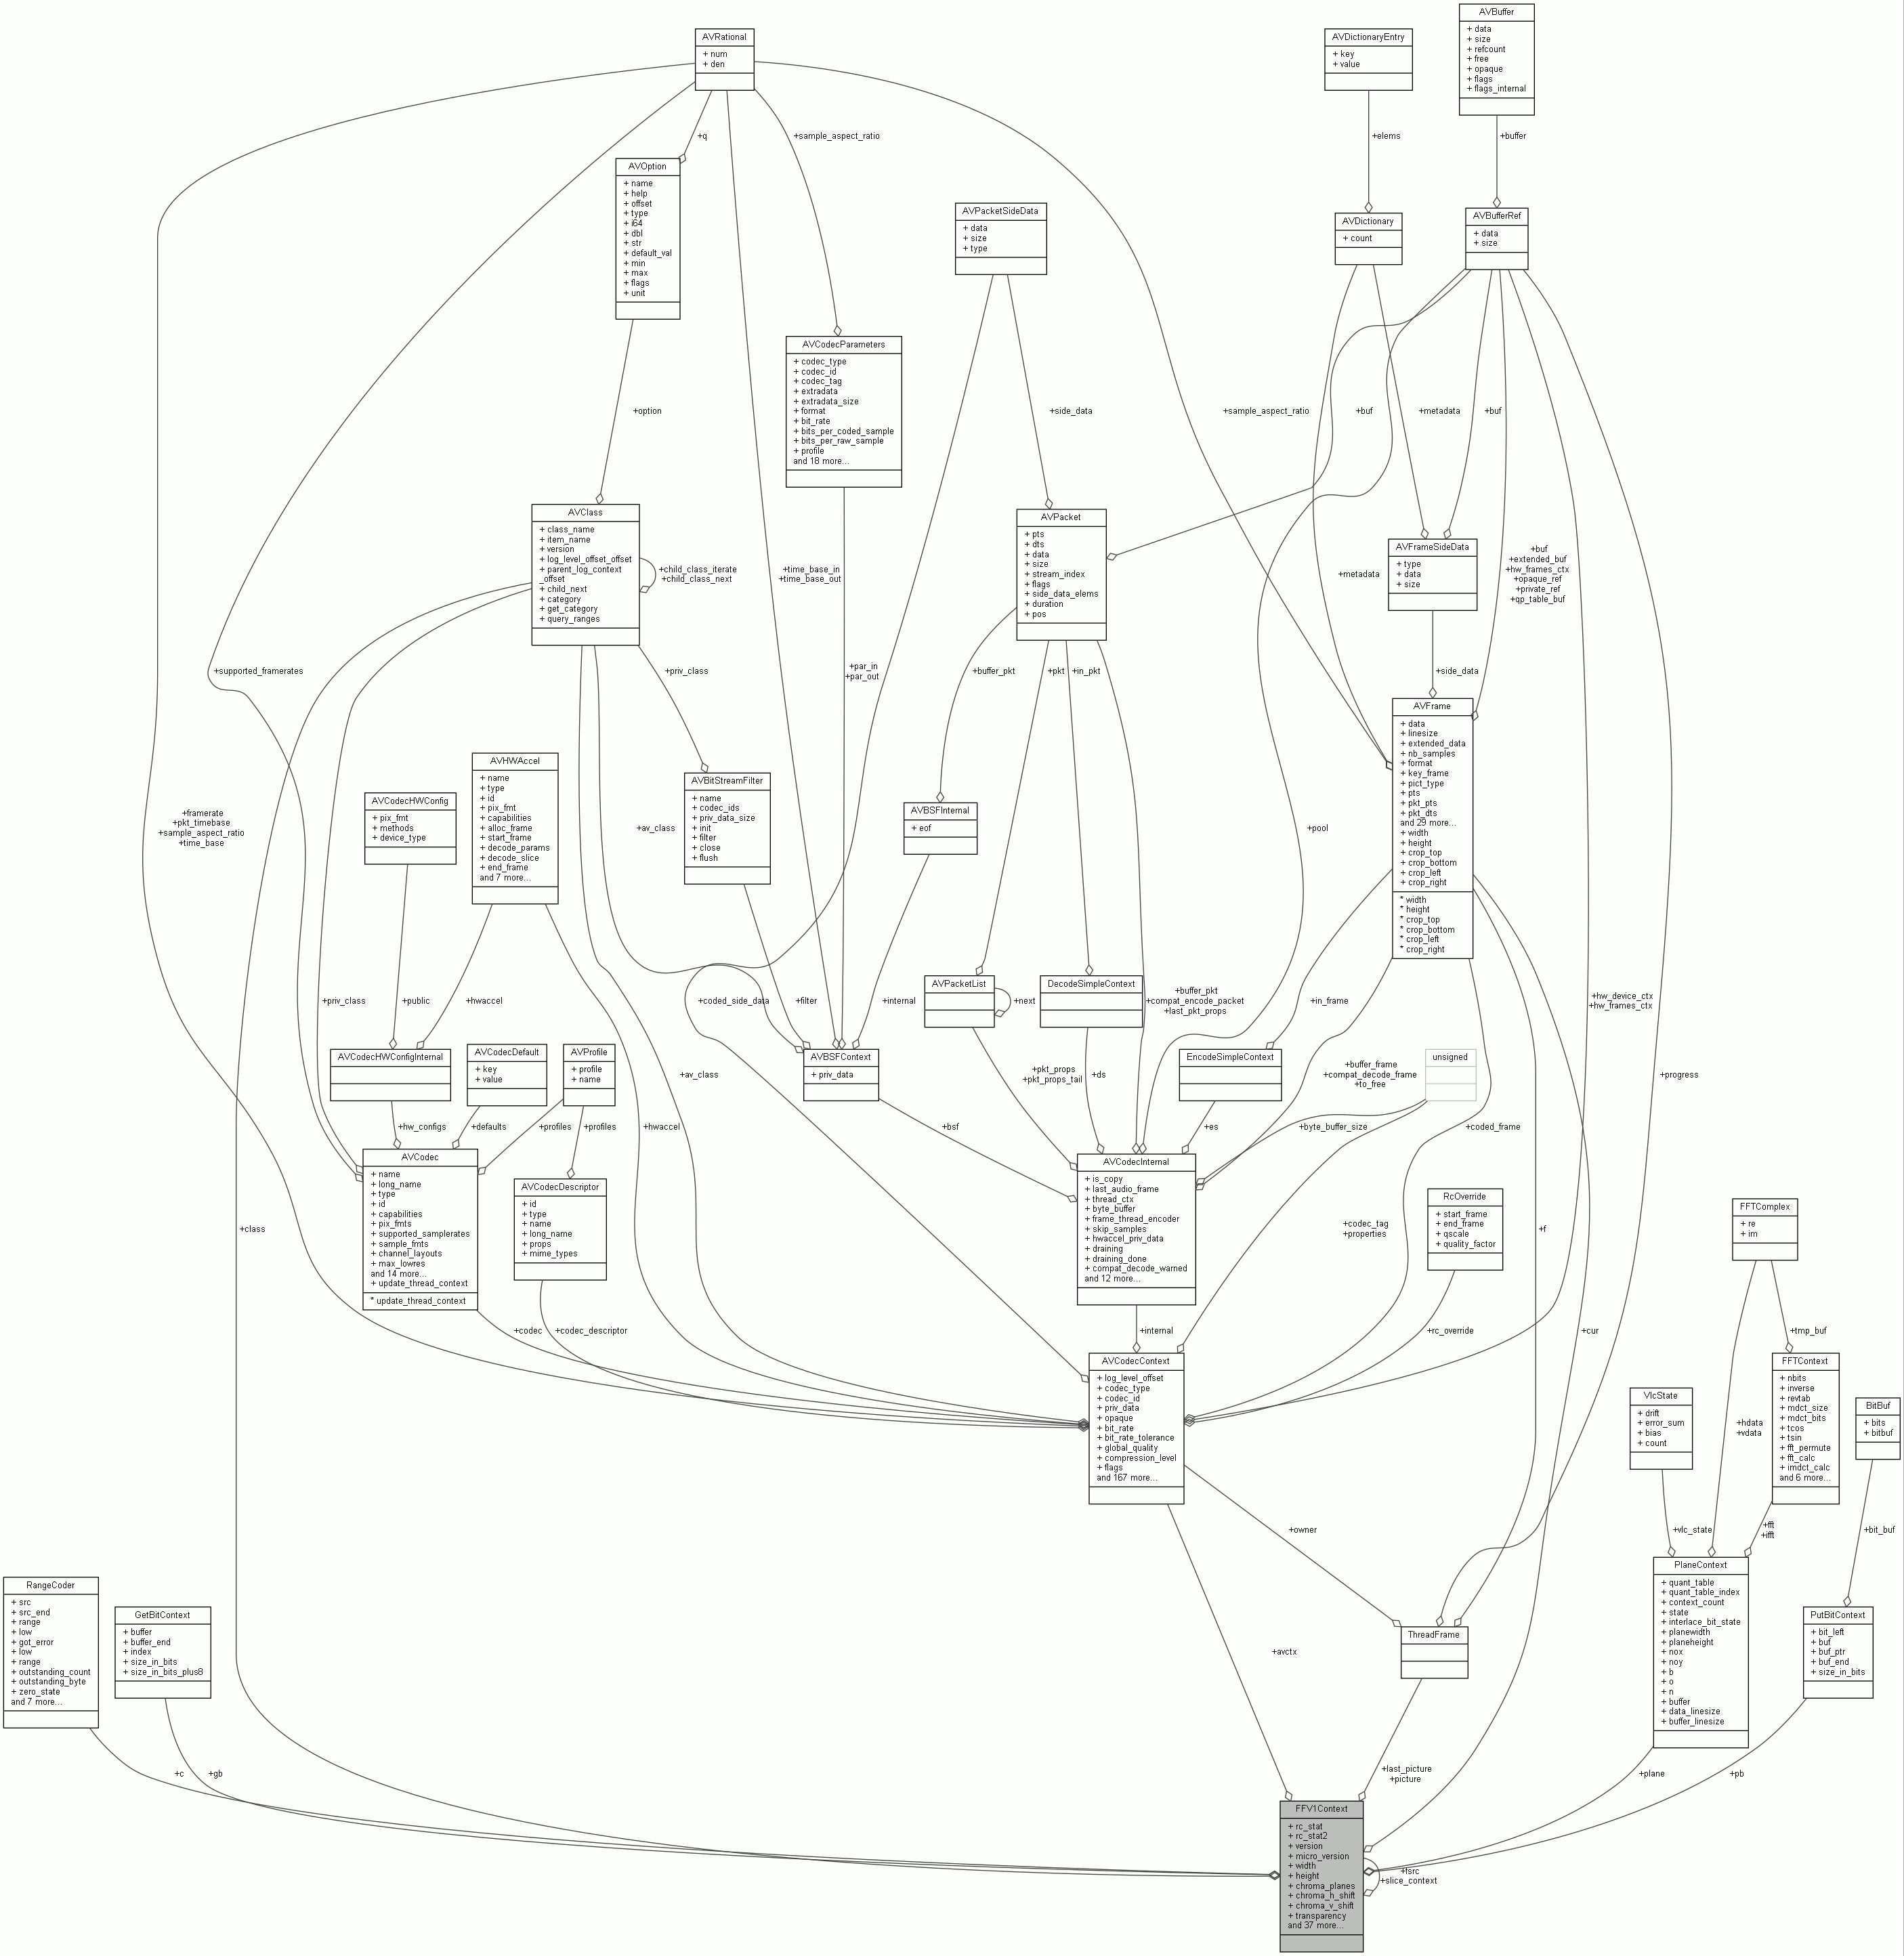 AVBuffer
+ data
+ size
+ refcount
+ free
+ opaque
+ flags
+ flags_internal
AVRational
+ num
+ den
AVDictionaryEntry
+ key
+ value
+q
+sample_aspect_ratio
+elems
+buffer
AVOption
+ name
+ help
+ offset
+ type
+ i64
+ dbl
+ str
+ default_val
+ min
+ max
+ flags
+ unit
AVPacketSideData
+ data
+ size
+ type
AVDictionary
+ count
AVBufferRef
+ data
+ size
AVCodecParameters
+ codec_type
+ codec_id
+ codec_tag
+ extradata
+ extradata_size
+ format
+ bit_rate
+ bits_per_coded_sample
+ bits_per_raw_sample
+ profile
and 18 more...
+option
+side_data
+sample_aspect_ratio
+buf
+metadata
+buf
AVClass
+ class_name
+ item_name
+ version
+ log_level_offset_offset
+ parent_log_context
_offset
+ child_next
+ category
+ get_category
+ query_ranges
+child_class_iterate
+child_class_next
+time_base_in
+time_base_out
AVPacket
+ pts
+ dts
+ data
+ size
+ stream_index
+ flags
+ side_data_elems
+ duration
+ pos
+metadata
AVFrameSideData
+ type
+ data
+ size
+buf
+extended_buf
+hw_frames_ctx
+opaque_ref
+private_ref
+qp_table_buf
+supported_framerates
+priv_class
+par_in
+par_out
+buffer_pkt
+pkt
+in_pkt
+side_data
AVFrame
+ data
+ linesize
+ extended_data
+ nb_samples
+ format
+ key_frame
+ pict_type
+ pts
+ pkt_pts
+ pkt_dts
and 29 more...
+ width
+ height
+ crop_top
+ crop_bottom
+ crop_left
+ crop_right
* width
* height
* crop_top
* crop_bottom
* crop_left
* crop_right
+framerate
+pkt_timebase
+sample_aspect_ratio
+time_base
AVCodecHWConfig
+ pix_fmt
+ methods
+ device_type
AVHWAccel
+ name
+ type
+ id
+ pix_fmt
+ capabilities
+ alloc_frame
+ start_frame
+ decode_params
+ decode_slice
+ end_frame
and 7 more...
+av_class
AVBitStreamFilter
+ name
+ codec_ids
+ priv_data_size
+ init
+ filter
+ close
+ flush
AVBSFInternal
+ eof
+pool
+priv_class
+public
+hwaccel
+coded_side_data
+filter
+internal
AVPacketList
+next
DecodeSimpleContext
+buffer_pkt
+compat_encode_packet
+last_pkt_props
+in_frame
+hw_device_ctx
+hw_frames_ctx
AVCodecHWConfigInternal
AVCodecDefault
+ key
+ value
AVProfile
+ profile
+ name
+av_class
AVBSFContext
+ priv_data
+pkt_props
+pkt_props_tail
+ds
EncodeSimpleContext
+buffer_frame
+compat_decode_frame
+to_free
unsigned
+progress
+hw_configs
+defaults
+profiles
+profiles
+hwaccel
+bsf
+es
+byte_buffer_size
+coded_frame
AVCodec
+ name
+ long_name
+ type
+ id
+ capabilities
+ pix_fmts
+ supported_samplerates
+ sample_fmts
+ channel_layouts
+ max_lowres
and 14 more...
+ update_thread_context
* update_thread_context
+class
AVCodecDescriptor
+ id
+ type
+ name
+ long_name
+ props
+ mime_types
AVCodecInternal
+ is_copy
+ last_audio_frame
+ thread_ctx
+ byte_buffer
+ frame_thread_encoder
+ skip_samples
+ hwaccel_priv_data
+ draining
+ draining_done
+ compat_decode_warned
and 12 more...
+codec_tag
+properties
RcOverride
+ start_frame
+ end_frame
+ qscale
+ quality_factor
+f
FFTComplex
+ re
+ im
+codec
+codec_descriptor
+internal
+rc_override
+cur
+tmp_buf
AVCodecContext
+ log_level_offset
+ codec_type
+ codec_id
+ priv_data
+ opaque
+ bit_rate
+ bit_rate_tolerance
+ global_quality
+ compression_level
+ flags
and 167 more...
VlcState
+ drift
+ error_sum
+ bias
+ count
+hdata
+vdata
FFTContext
+ nbits
+ inverse
+ revtab
+ mdct_size
+ mdct_bits
+ tcos
+ tsin
+ fft_permute
+ fft_calc
+ imdct_calc
and 6 more...
BitBuf
+ bits
+ bitbuf
+owner
+vlc_state
+fft
+ifft
+bit_buf
RangeCoder
+ src
+ src_end
+ range
+ low
+ got_error
+ low
+ range
+ outstanding_count
+ outstanding_byte
+ zero_state
and 7 more...
GetBitContext
+ buffer
+ buffer_end
+ index
+ size_in_bits
+ size_in_bits_plus8
+avctx
ThreadFrame
PlaneContext
+ quant_table
+ quant_table_index
+ context_count
+ state
+ interlace_bit_state
+ planewidth
+ planeheight
+ nox
+ noy
+ b
+ o
+ n
+ buffer
+ data_linesize
+ buffer_linesize
PutBitContext
+ bit_left
+ buf
+ buf_ptr
+ buf_end
+ size_in_bits
+c
+gb
+last_picture
+picture
+plane
+pb
FFV1Context
+ rc_stat
+ rc_stat2
+ version
+ micro_version
+ width
+ height
+ chroma_planes
+ chroma_h_shift
+ chroma_v_shift
+ transparency
and 37 more...
+fsrc
+slice_context